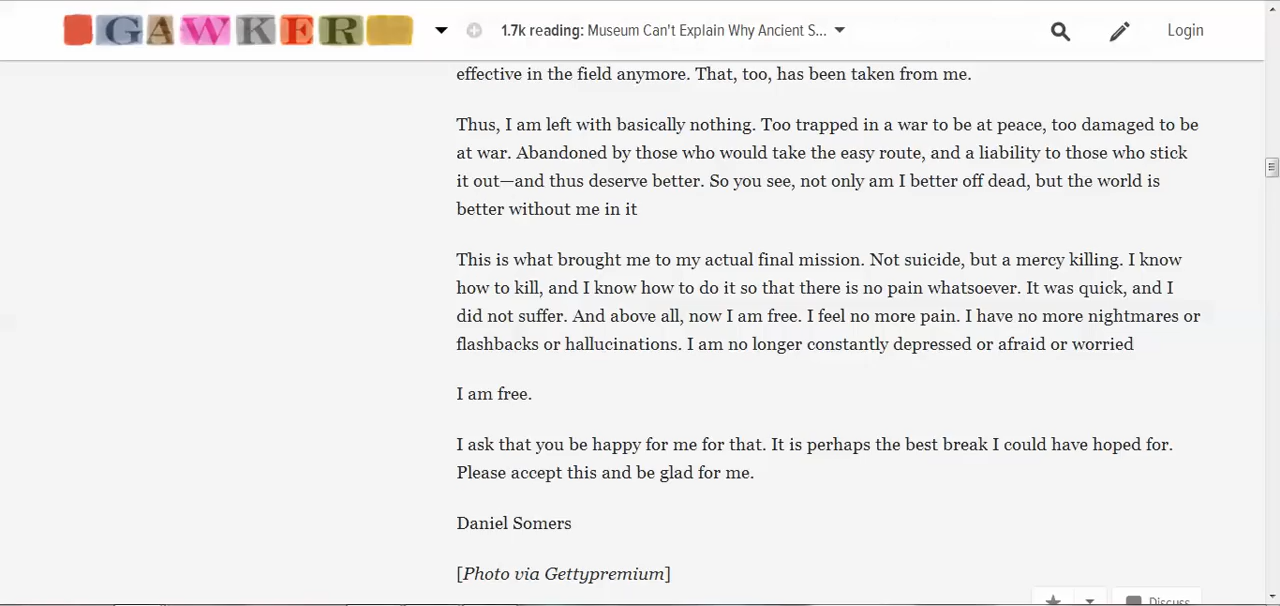 GAWKER
1.7k reading: Museum Can't Explain Why Ancient S...
Login
effective in the field anymore. That, too, has been taken from me.
Thus, I am left with basically nothing. Too trapped in a war to be at peace, too damaged to be
at war. Abandoned by those who would take the easy route, and a liability to those who stick
it out—and thus deserve better. So you see, not only am I better off dead, but the world is
better without me in it
This is what brought me to my actual final mission. Not suicide, but a mercy killing. I know
how to kill, and I know how to do it so that there is no pain whatsoever. It was quick, and I
did not suffer. And above all, now I am free. I feel no more pain. I have no more nightmares or
flashbacks or hallucinations. I am no longer constantly depressed or afraid or worried
I am free.
I ask that you be happy for me for that. It is perhaps the best break I could have hoped for.
Please accept this and be glad for me.
Daniel Somers
[Photo via Gettypremium]
Discuss